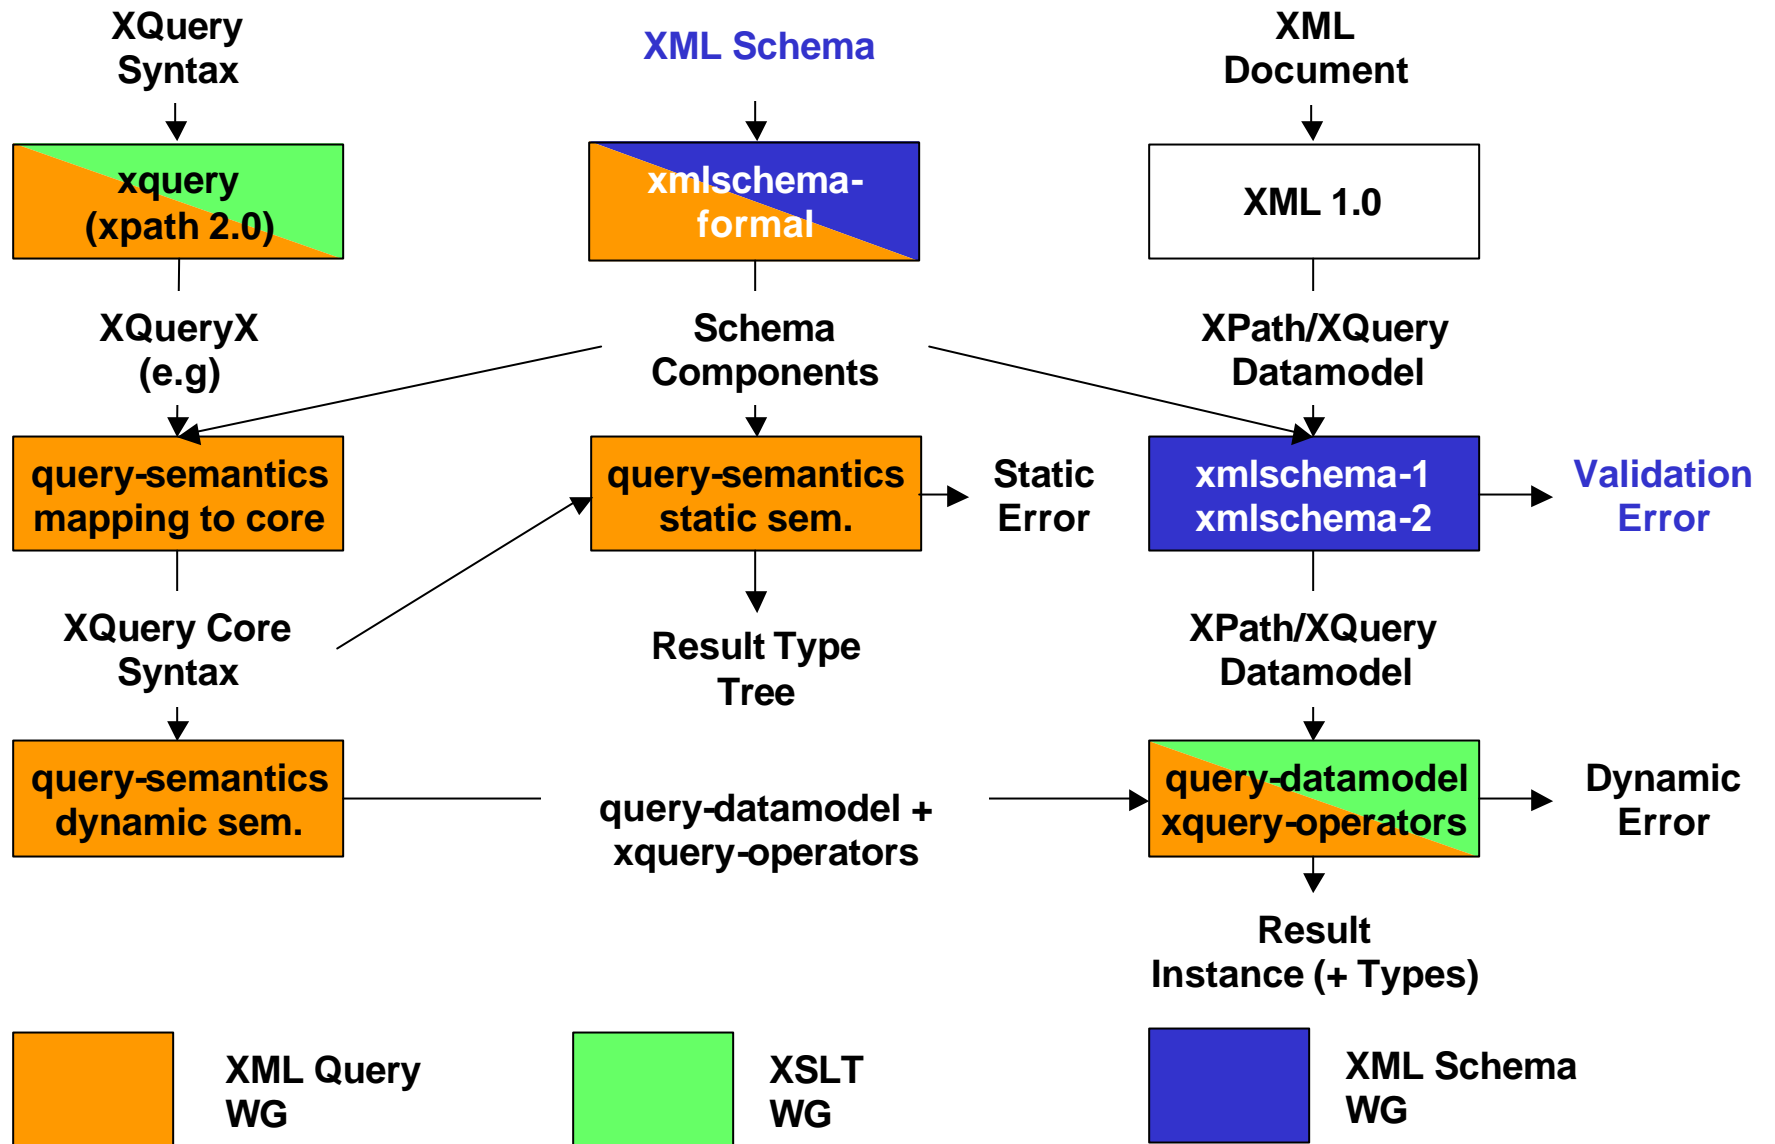 XQuery
Syntax
XML Schema
XML
Document
xquery
(xpath 2.0)
xmlschema-
formal
XML 1.0
XQueryX
(e.g)
Schema
Components
XPath/XQuery
Datamodel
query-semantics
mapping to core
query-semantics
static sem.
Static
Error
xmlschema-1
xmlschema-2
Validation
Error
XQuery Core
Syntax
Result Type
Tree
XPath/XQuery
Datamodel
query-semantics
dynamic sem.
query-datamodel +
xquery-operators
query-datamodel
xquery-operators
Dynamic
Error
Result
Instance (+ Types)
XML Query
WG
XSLT
WG
XML Schema
WG